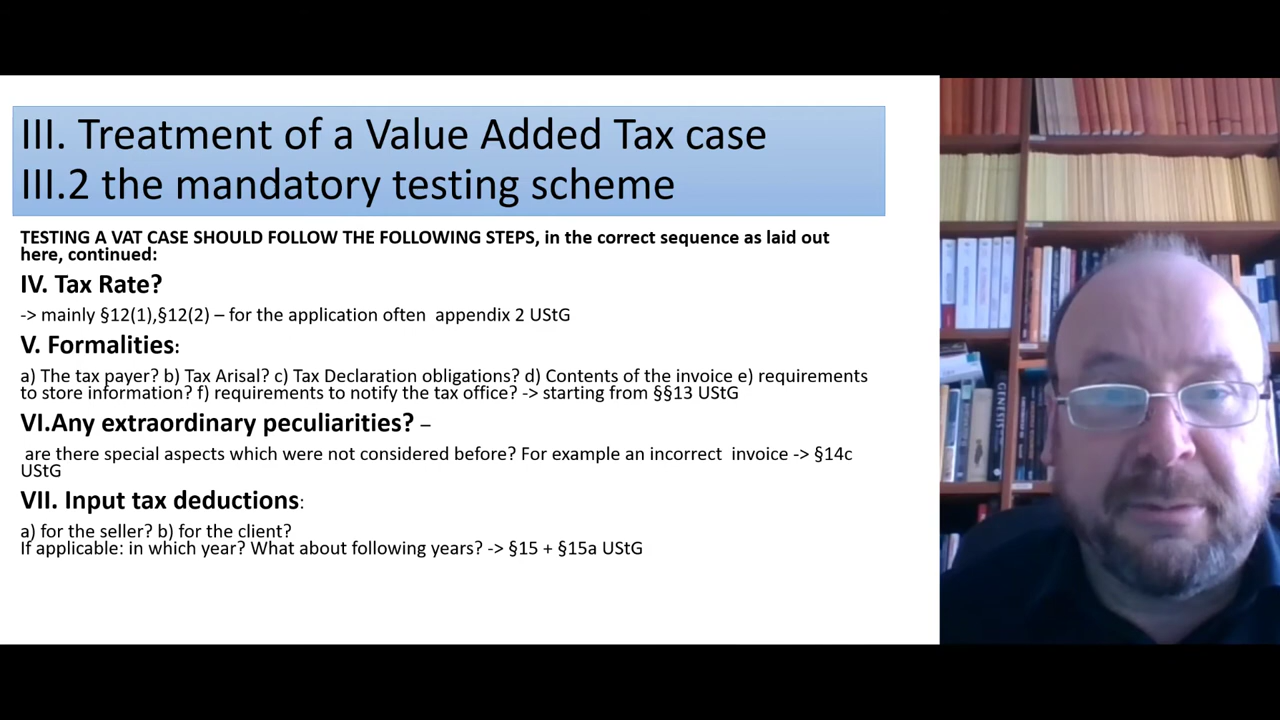 III. Treatment of a Value Added Tax case
III.2 the mandatory testing scheme
TESTING A VAT CASE SHOULD FOLLOW THE FOLLOWING STEPS, in the correct sequence as laid out
here, continued:
IV. Tax Rate?
-> mainly §12(1),§12(2) – for the application often  appendix 2 UStG
V. Formalities:
a) The tax payer? b) Tax Arisal? c) Tax Declaration obligations? d) Contents of the invoice e) requirements
to store information? f) requirements to notify the tax office? -> starting from §§13 UStG
VI.Any extraordinary peculiarities? –
are there special aspects which were not considered before? For example an incorrect  invoice -> §14c
UStG
VII. Input tax deductions:
a) for the seller? b) for the client?
If applicable: in which year? What about following years? -> §15 + §15a UStG
GENESIS